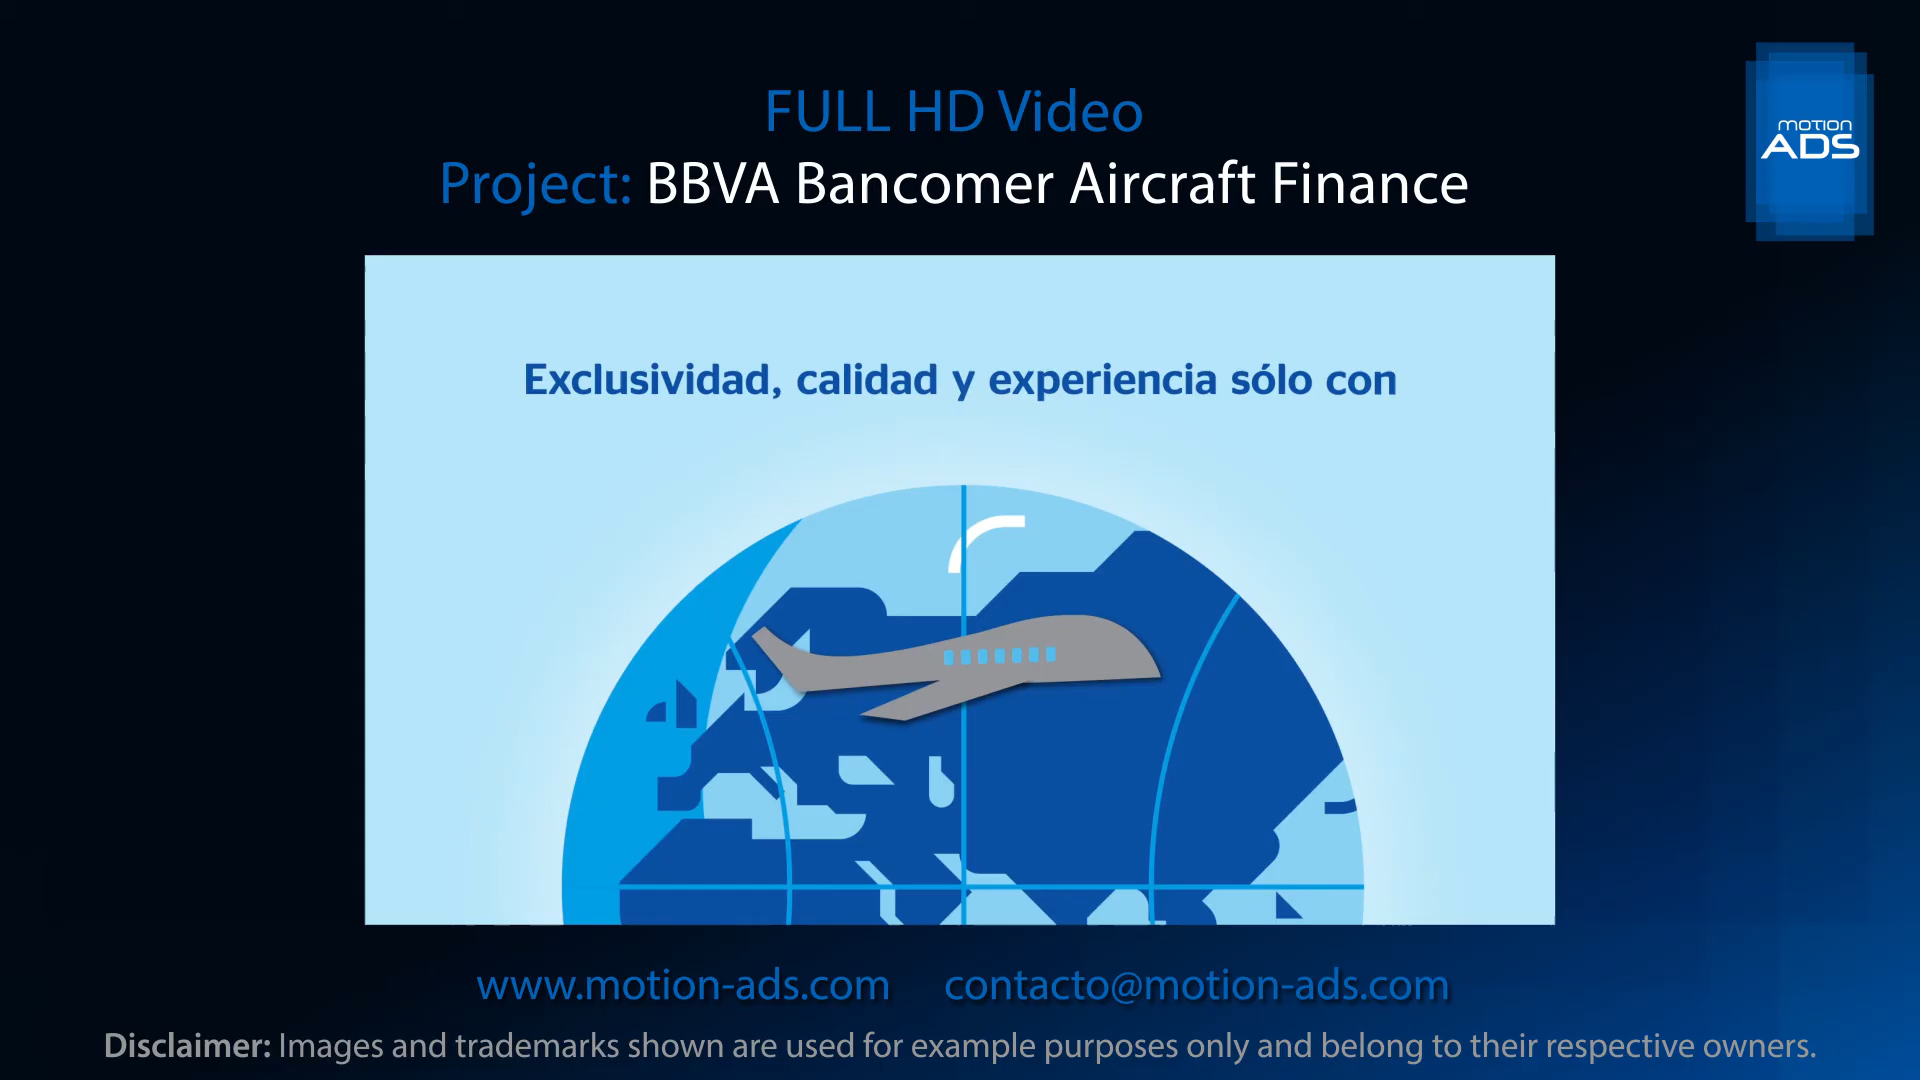 FULL HD Video
Project: BBVA Bancomer Aircraft Finance
motion
ADS
Exclusividad, calidad y experiencia sólo con
www.motion-ads.com contacto@motion-ads.com
Disclaimer: Images and trademarks shown are used for example purposes only and belong to their respective owners.